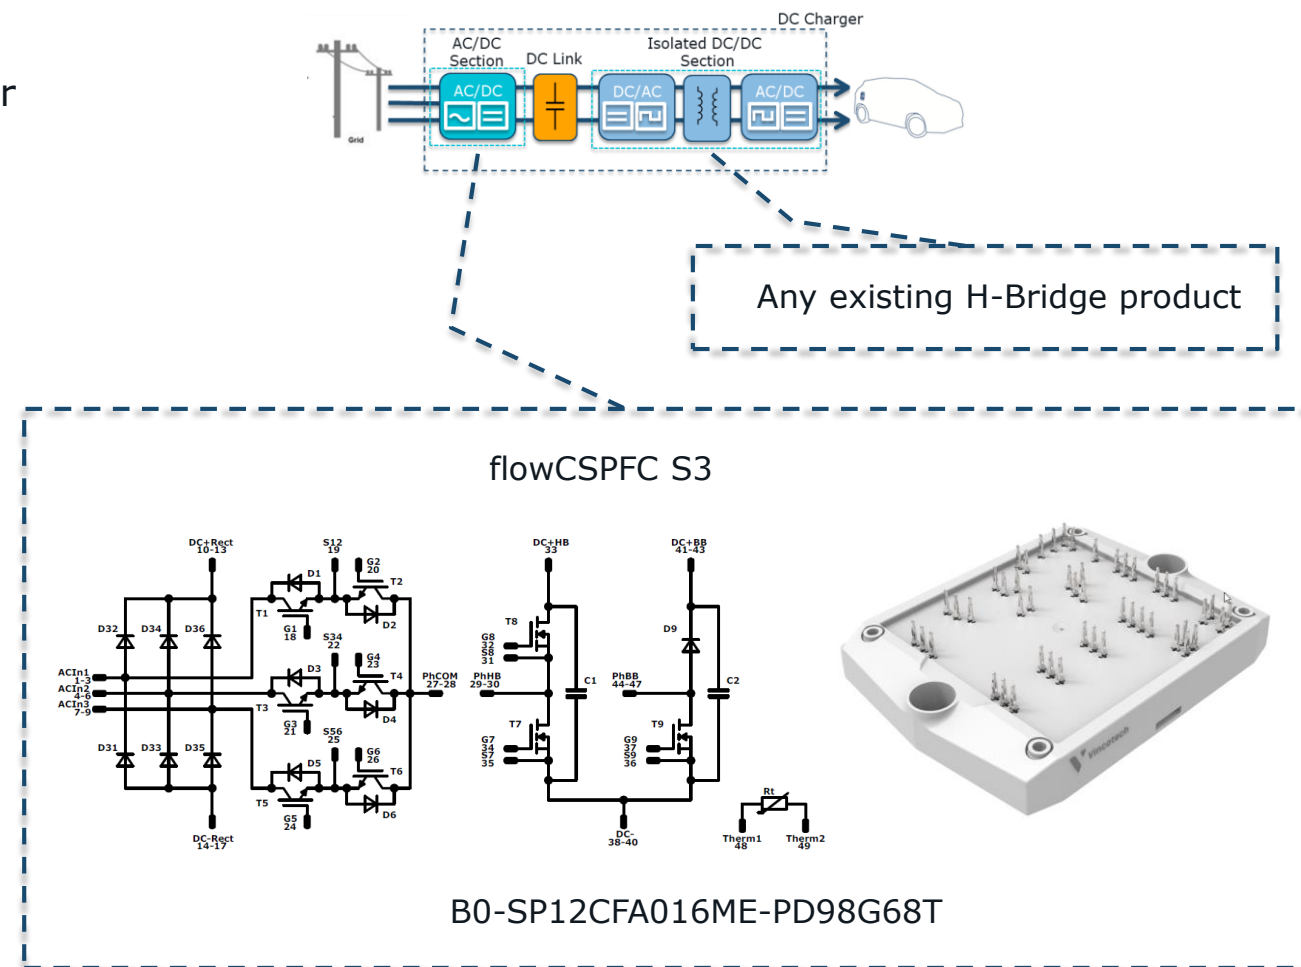 r
DC Charger
AC/DC
Section
DC Link
Isolated DC/DC
Section
AC/DC
DC/AC
AC/DC
Grid
Any existing H-Bridge product
flowCSPFC S3
DC+Rect
10-13
S12
19
G2
20
DC+HB
33
DC+BB
41-43
D1
T2
T1
G1
18
D2
D32
D34
D36
S34
22
G4
23
T8
G8
32
S8
31
D9
ACIn1
1-3
ACIn2
4-6
ACIn3
7-9
D3
T4
T3
G3
21
D4
PhCOM
27-28
PhHB
29-30
C1
PhBB
44-47
C2
D31
D33
D35
S56
25
G6
26
T7
G7
34
S7
35
T9
G9
37
S9
36
D5
T6
T5
G5
24
D6
DC-Rect
14-17
DC-
38-40
Rt
Therm1
48
Therm2
49
Vincotech
B0-SP12CFA016ME-PD98G68T